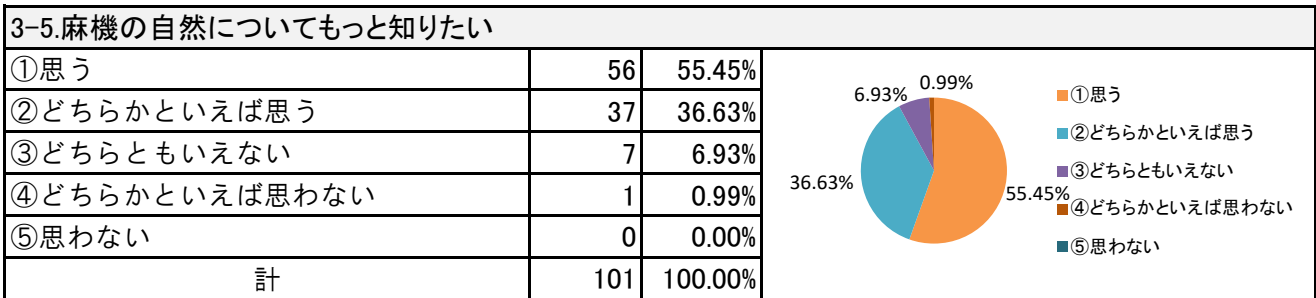 3-5.麻機の自然についてもっと知りたい
①思う 56 55.45%
②どちらかといえば思う 37 36.63%
③どちらともいえない 7 6.93%
④どちらかといえば思わない 1 0.99%
⑤思わない 0 0.00%
計 101 100.00%
6.93% 0.99%
36.63%
55.45%
①思う
②どちらかといえば思う
③どちらともいえない
④どちらかといえば思わない
⑤思わない